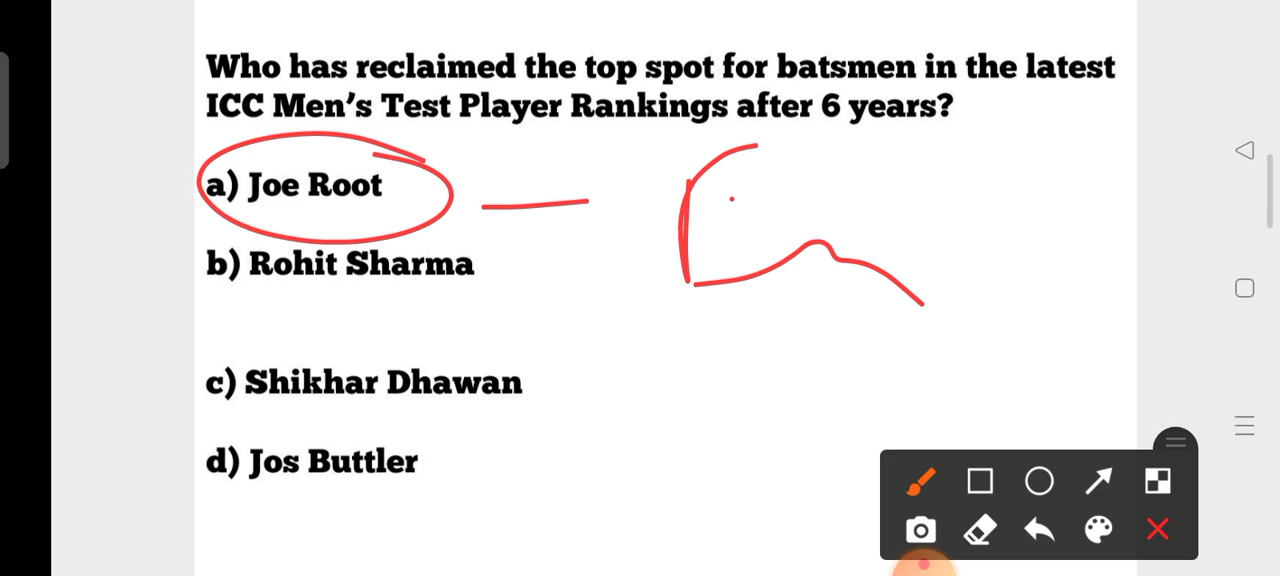 Who has reclaimed the top spot for batsmen in the latest
ICC Men's Test Player Rankings after 6 years?
a) Joe Root
b) Rohit Sharma
c) Shikhar Dhawan
d) Jos Buttler